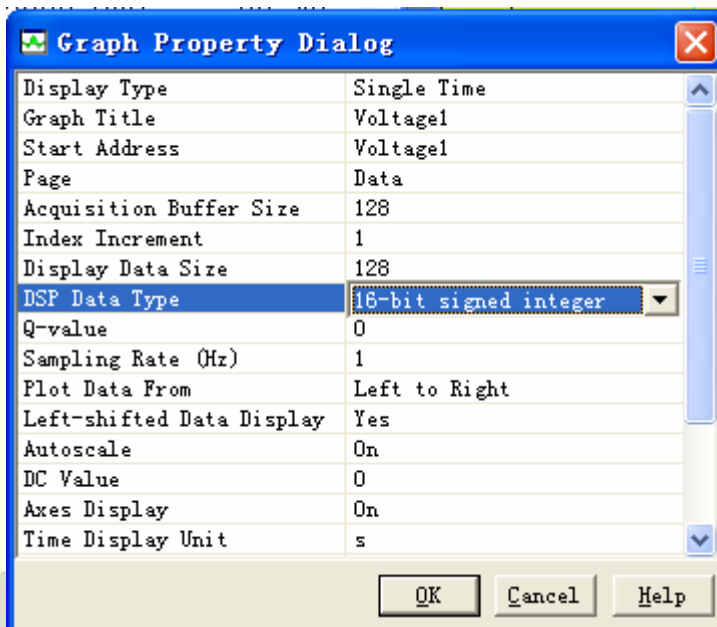 Graph Property Dialog
Display Type Single Time
Graph Title Voltage1
Start Address Voltage1
Page Data
Acquisition Buffer Size 128
Index Increment 1
Display Data Size 128
DSP Data Type 16-bit signed integer
Q-value 0
Sampling Rate (Hz) 1
Plot Data From Left to Right
Left-shifted Data Display Yes
Autoscale On
DC Value 0
Axes Display On
Time Display Unit s
OK Cancel Help